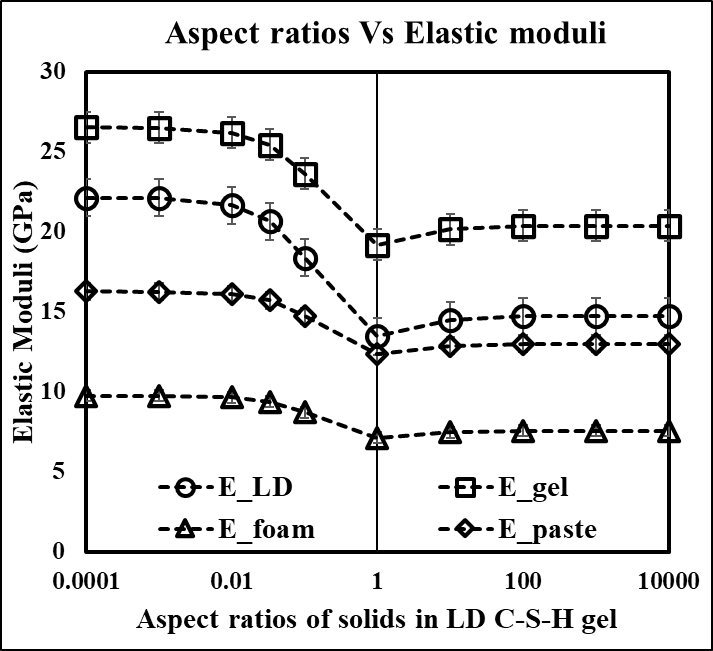 Aspect ratios Vs Elastic moduli
30
25
20
15
10
5
0
Elastic Moduli (GPa)
E_LD
E_gel
E_foam
E_paste
0.0001
0.01
1
100
10000
Aspect ratios of solids in LD C-S-H gel